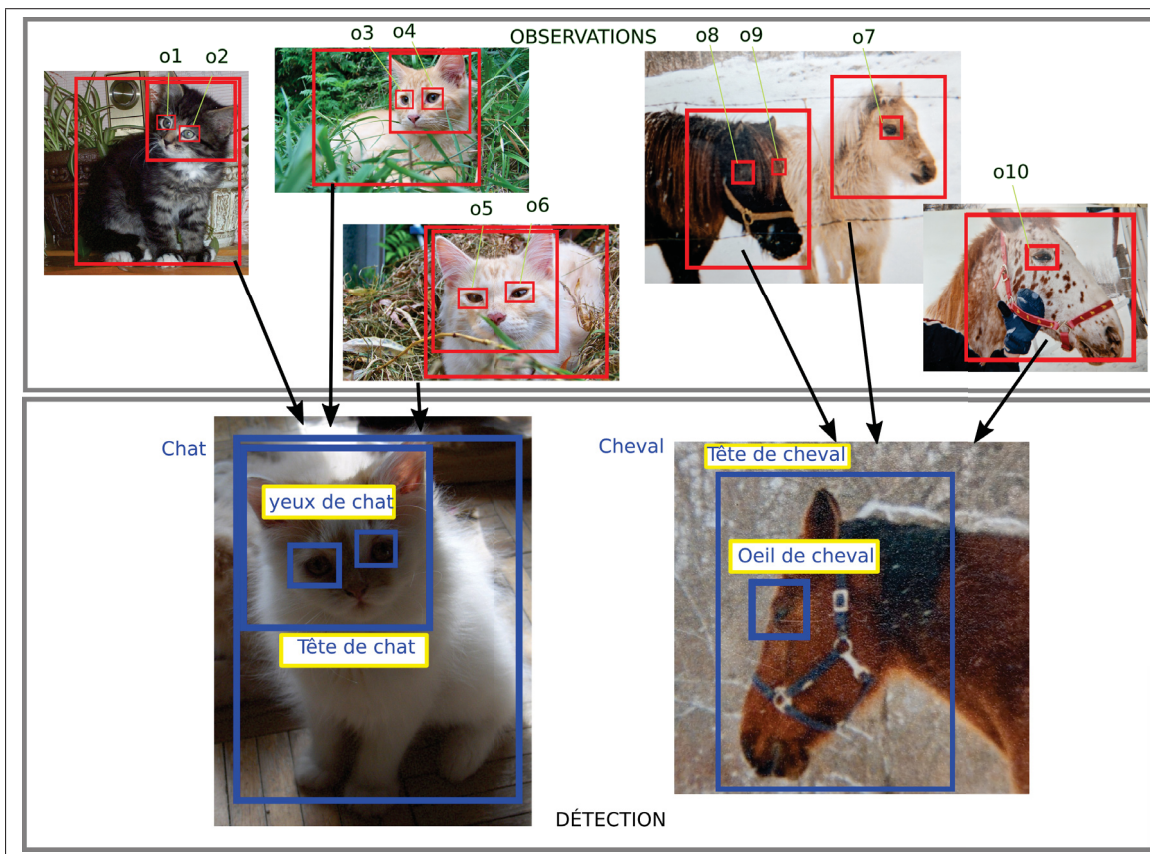 OBSERVATIONS
o1
o2
o3
o4
o5
o6
o8
o9
o7
o10
Chat
yeux de chat
Tête de chat
Cheval
Tête de cheval
Oeil de cheval
DÉTECTION